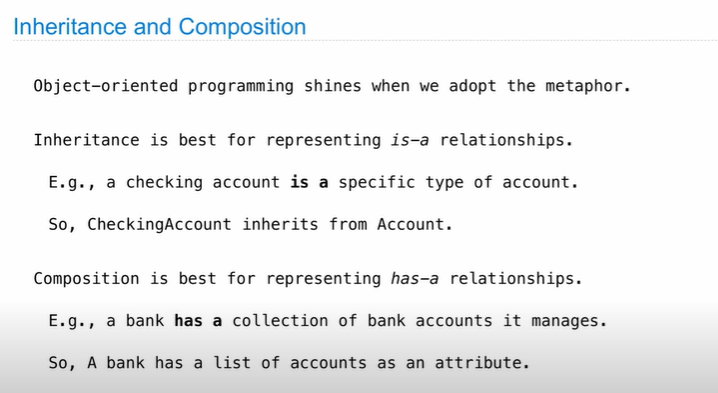 Inheritance and Composition
Object-oriented programming shines when we adopt the metaphor.
Inheritance is best for representing is-a relationships.
E.g., a checking account is a specific type of account.
So, CheckingAccount inherits from Account.
Composition is best for representing has-a relationships.
E.g., a bank has a collection of bank accounts it manages.
So, A bank has a list of accounts as an attribute.